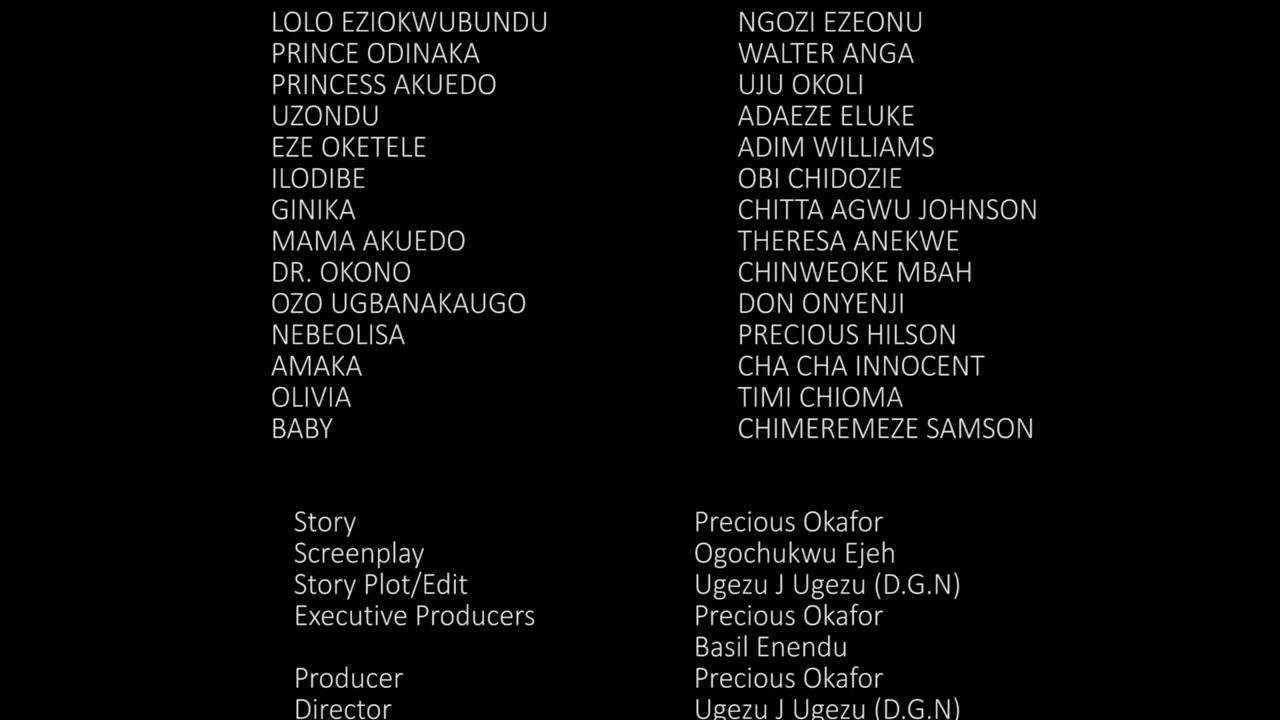 LOLO EZIOKWUBUNDU NGOZI EZEONU
PRINCE ODINAKA WALTER ANGA
PRINCESS AKUEDO UJU OKOLI
UZONDU ADAEZE ELUKE
EZE OKETELE ADIM WILLIAMS
ILODIBE OBI CHIDOZIE
GINIKA CHITTA AGWU JOHNSON
MAMA AKUEDO THERESA ANEKWE
DR. OKONO CHINWEOKE MBAH
OZO UGBANAKAUGO DON ONYENJI
NEBEOLISA PRECIOUS HILSON
AMAKA CHA CHA INNOCENT
OLIVIA TIMI CHIOMA
BABY CHIMEREMEZE SAMSON
Story Precious Okafor
Screenplay Ogochukwu Ejeh
Story Plot/Edit Ugezu J Ugezu (D.G.N)
Executive Producers Precious Okafor
Basil Enendu
Producer Precious Okafor
Director Ugezu J Ugezu (D.G.N)